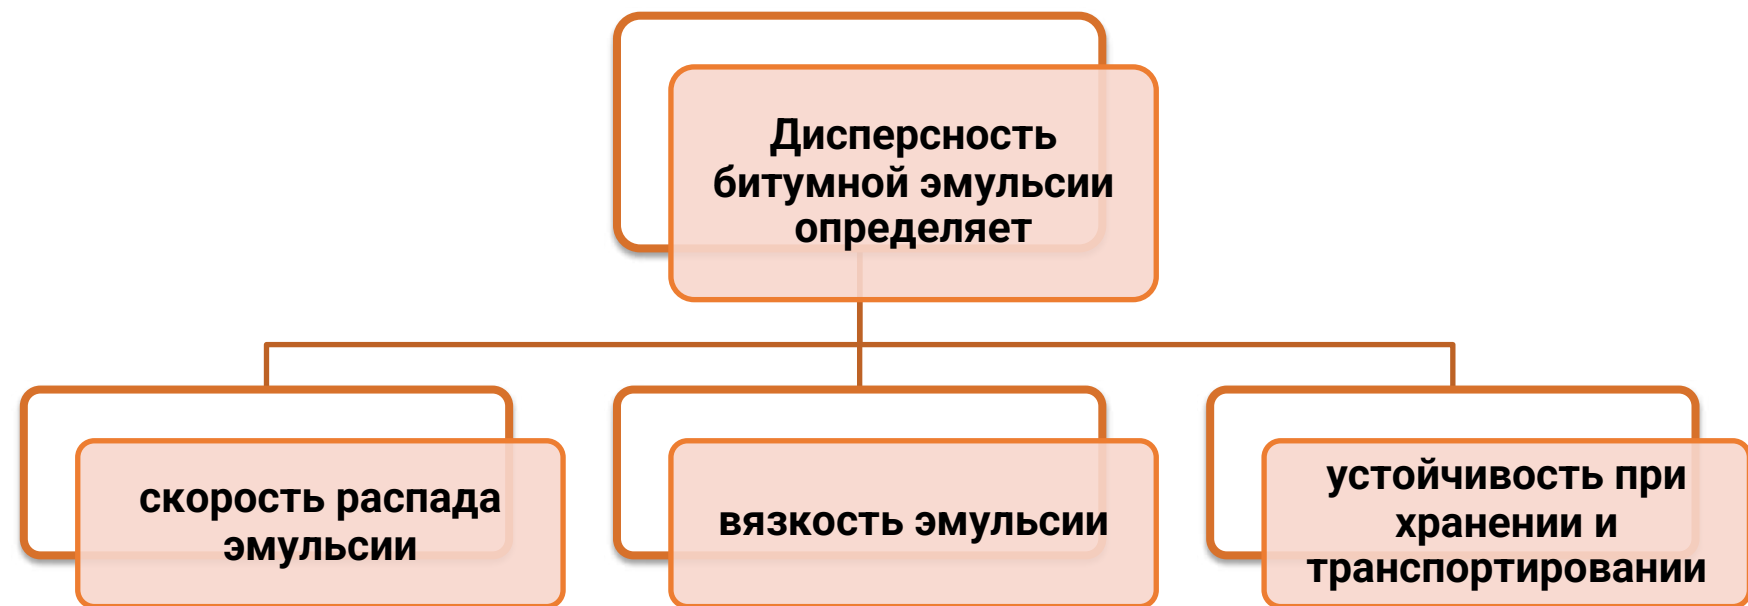 Дисперсность
битумной эмульсии
определяет
скорость распада
эмульсии
вязкость эмульсии
устойчивость при
хранении и
транспортировании